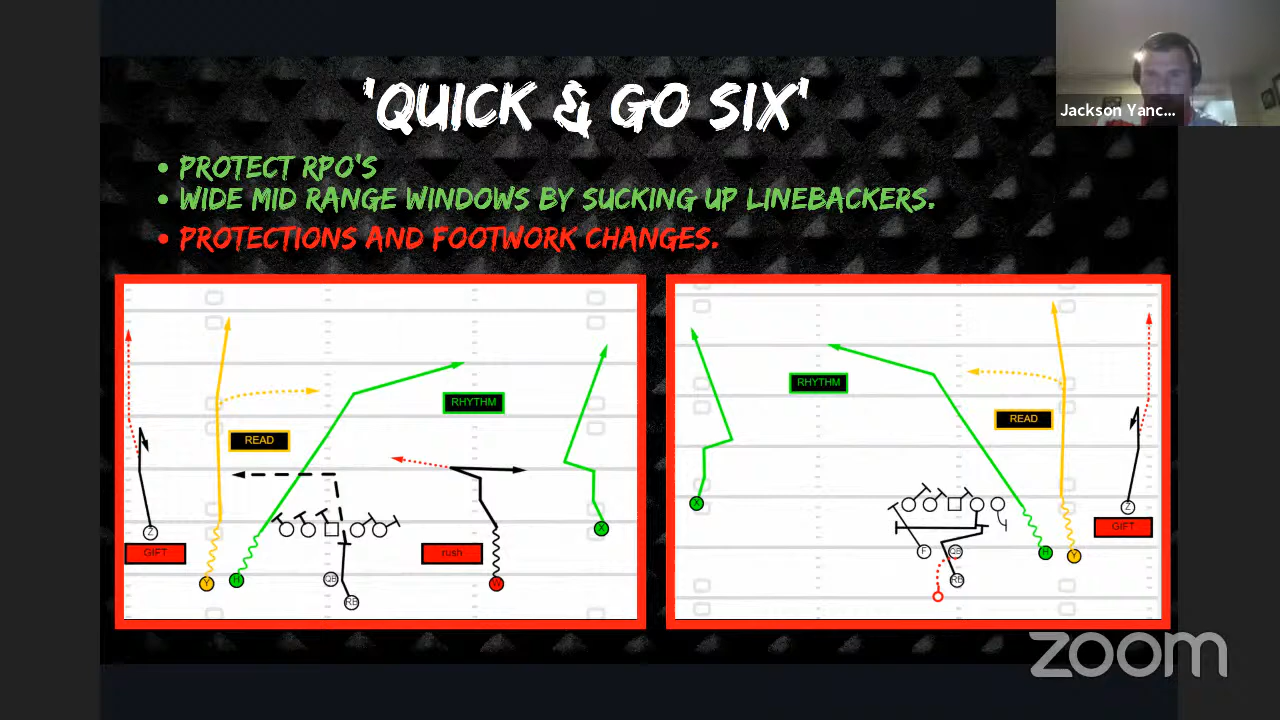 'QUICK & GO SIX'
Jackson Yanc...
• PROTECT RPO'S
• WIDE MID RANGE WINDOWS BY SUCKING UP LINEBACKERS.
• PROTECTIONS AND FOOTWORK CHANGES.
RHYTHM
READ
Z
GIFT
rush
X
Y
H
QB
W
RB
RHYTHM
READ
X
Z
GIFT
F
QB
H
Y
RB
zoom